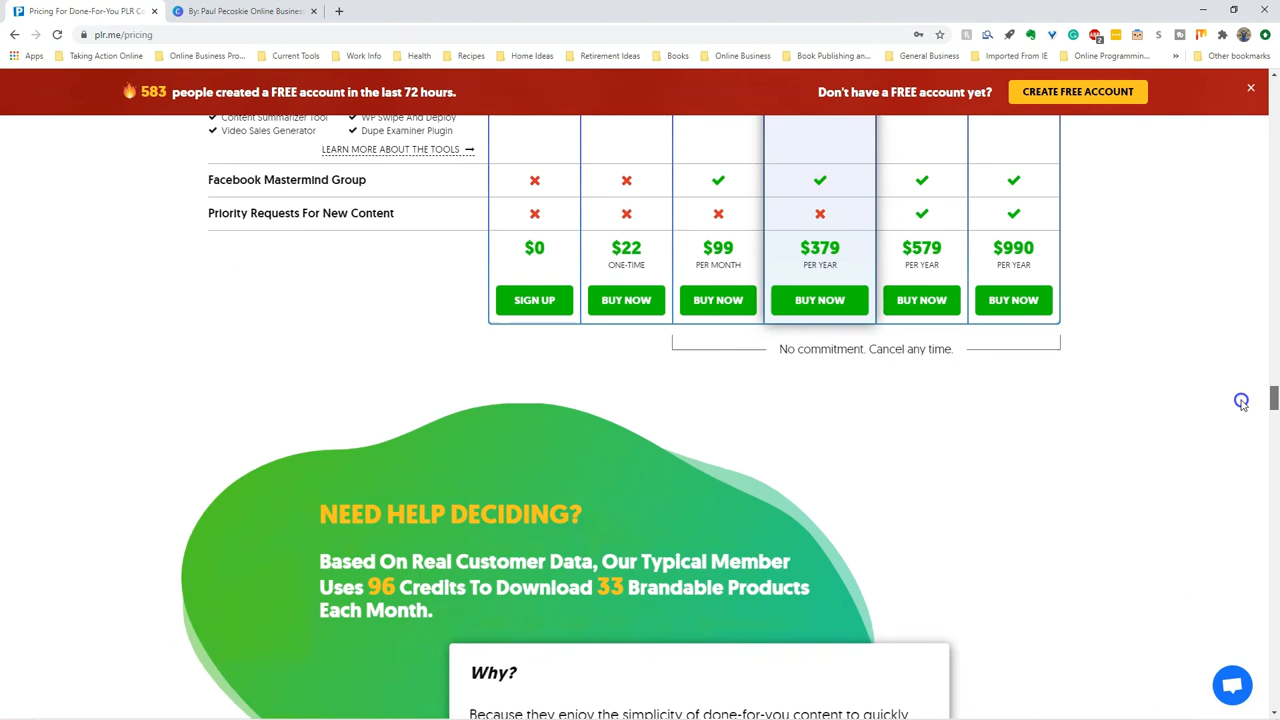 Pricing For Done-For-You PLR Co
By: Paul Pecoskie Online Busines
plr.me/pricing
Apps
Taking Action Online
Online Business Pro...
Current Tools
Work Info
Health
Recipes
Home Ideas
Retirement Ideas
Books
Online Business
Book Publishing an...
General Business
Imported From IE
Online Programmin...
»
Other bookmarks
583 people created a FREE account in the last 72 hours.
Don't have a FREE account yet?
CREATE FREE ACCOUNT
Content Summarizer Tool
WP Swipe And Deploy
Video Sales Generator
Dupe Examiner Plugin
LEARN MORE ABOUT THE TOOLS
Facebook Mastermind Group
Priority Requests For New Content
$0
$22
$99
$379
$579
$990
ONE-TIME
PER MONTH
PER YEAR
PER YEAR
PER YEAR
SIGN UP
BUY NOW
BUY NOW
BUY NOW
BUY NOW
BUY NOW
No commitment. Cancel any time.
NEED HELP DECIDING?
Based On Real Customer Data, Our Typical Member
Uses 96 Credits To Download 33 Brandable Products
Each Month.
Why?
Because they enjoy the simplicity of done-for-you content to quickly